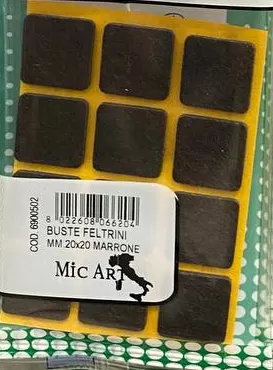 COD. 6900502
8 022608 066204
BUSTE FELTRINI
MM.20x20 MARRONE
Mic Art